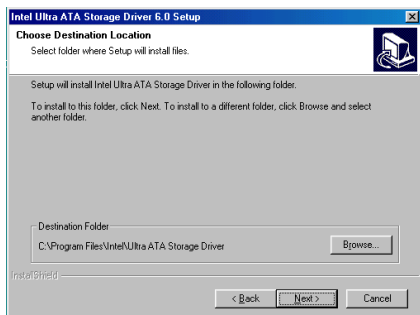 Intel Ultra ATA Storage Driver 6.0 Setup
Choose Destination Location
Select folder where Setup will install files.
Setup will install Intel Ultra ATA Storage Driver in the following folder.
To install to this folder, click Next. To install to a different folder, click Browse and select
another folder.
Destination Folder
C:\Program Files\Intel\Ultra ATA Storage Driver
Browse...
InstallShield
< Back
Next >
Cancel